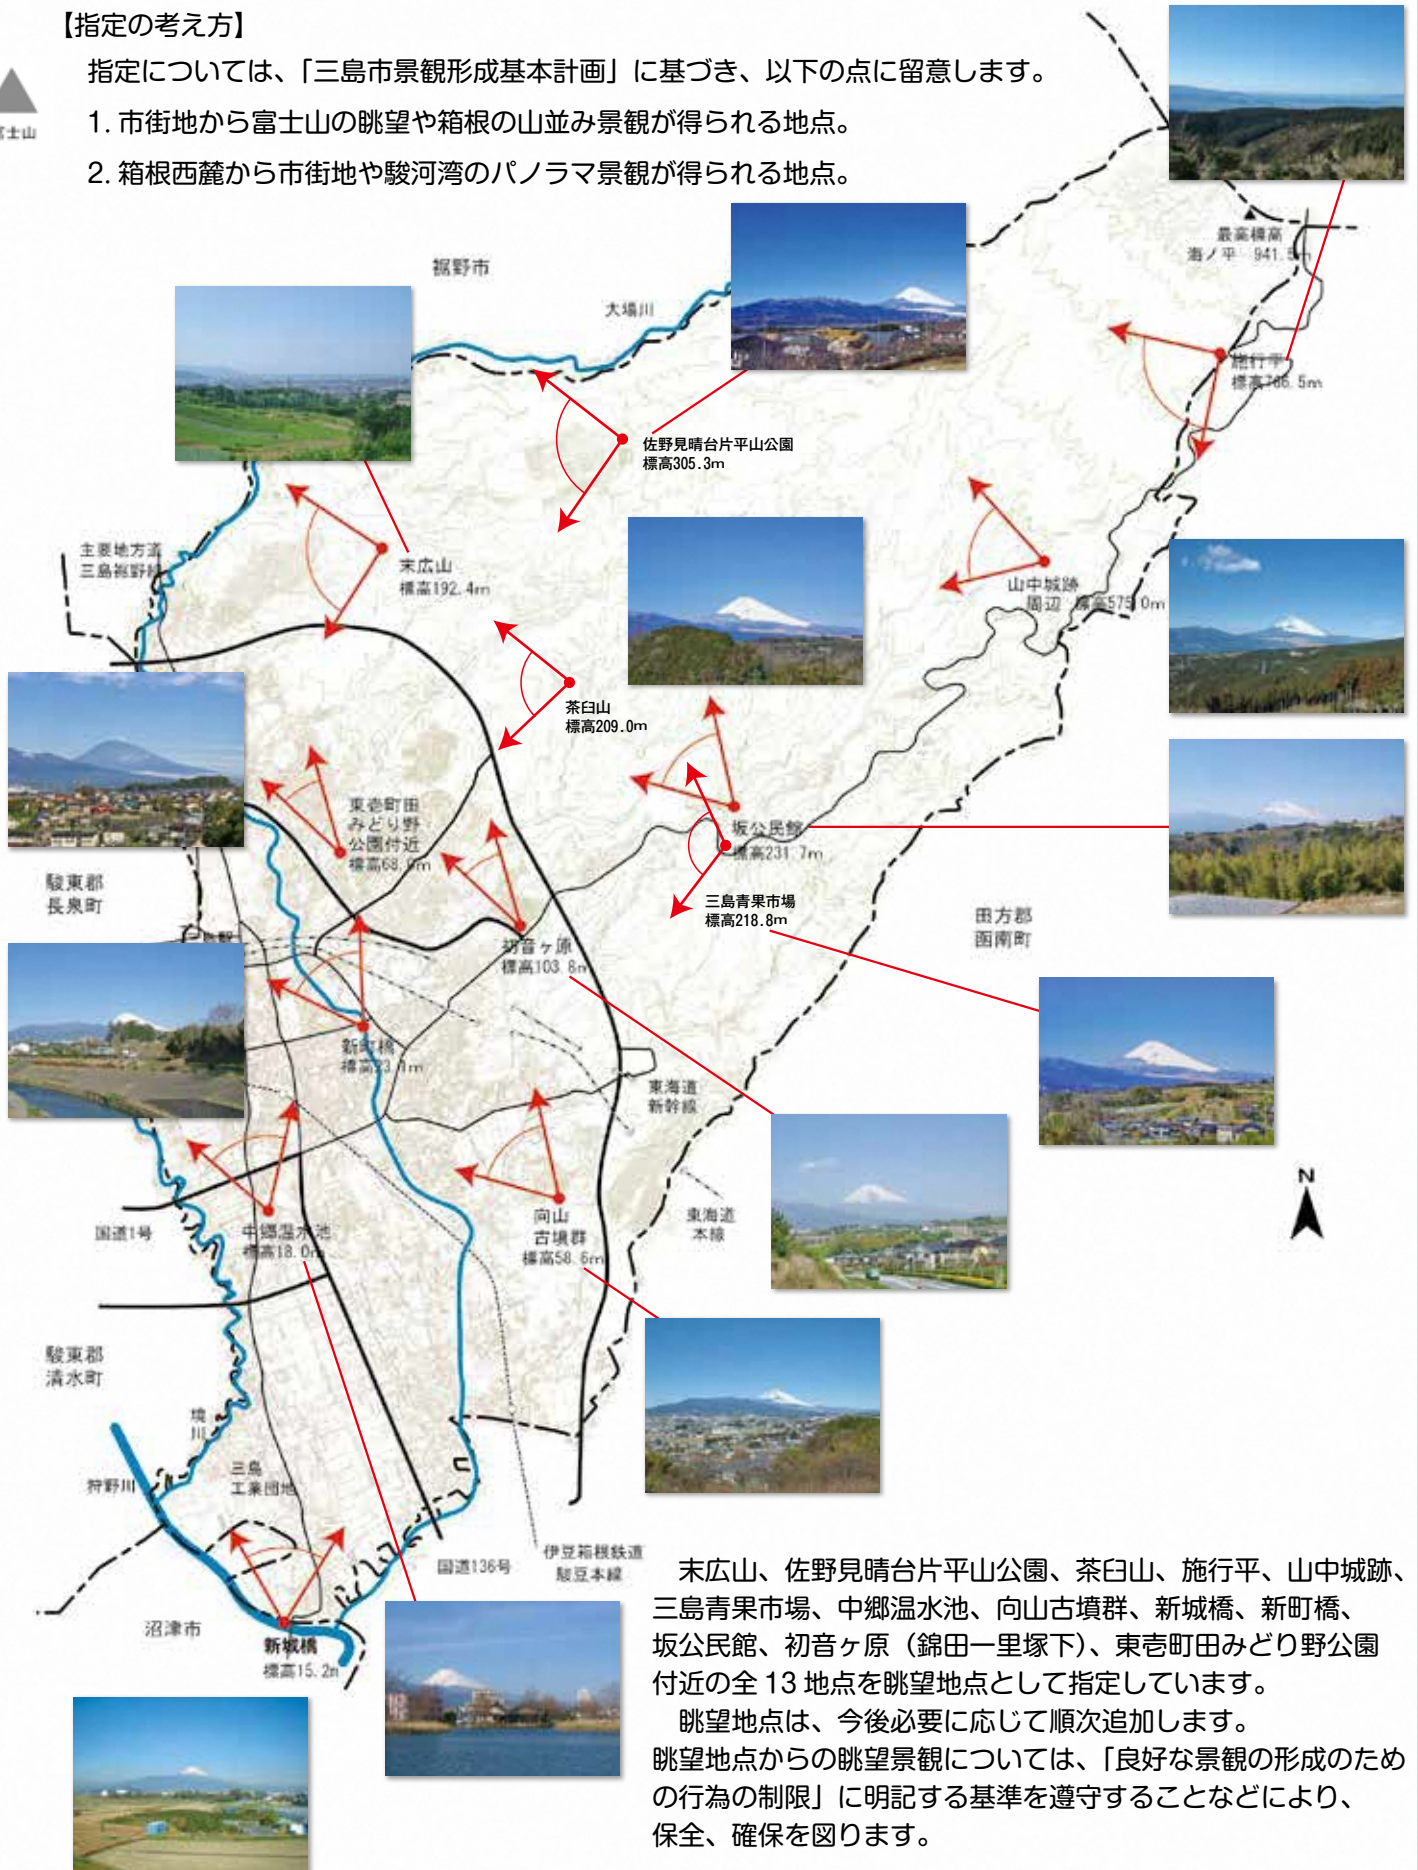 【指定の考え方】
指定については、「三島市景観形成基本計画」に基づき、以下の点に留意します。
1. 市街地から富士山の眺望や箱根の山並み景観が得られる地点。
2. 箱根西麓から市街地や駿河湾のパノラマ景観が得られる地点。
富士山
裾野市
大場川
最高標高
海ノ平 941.5m
施行平
標高786.5m
佐野見晴台片平山公園
標高305.3m
主要地方道
三島裾野線
末広山
標高192.4m
山中城跡
周辺 標高575.0m
茶臼山
標高209.0m
東壱町田
みどり野
公園付近
標高68.0m
坂公民館
標高231.7m
三島青果市場
標高218.8m
駿東郡
長泉町
田方郡
函南町
初音ヶ原
標高103.8m
新町橋
標高23.1m
東海道
新幹線
国道1号
中郷温水池
標高18.0m
向山
古墳群
標高58.6m
東海道
本線
N
駿東郡
清水町
境川
狩野川
三島
工業団地
国道136号
伊豆箱根鉄道
駿豆本線
沼津市
新城橋
標高15.2m
末広山、佐野見晴台片平山公園、茶臼山、施行平、山中城跡、
三島青果市場、中郷温水池、向山古墳群、新城橋、新町橋、
坂公民館、初音ヶ原（錦田一里塚下）、東壱町田みどり野公園
付近の全 13 地点を眺望地点として指定しています。
眺望地点は、今後必要に応じて順次追加します。
眺望地点からの眺望景観については、「良好な景観の形成のため
の行為の制限」に明記する基準を遵守することなどにより、
保全、確保を図ります。